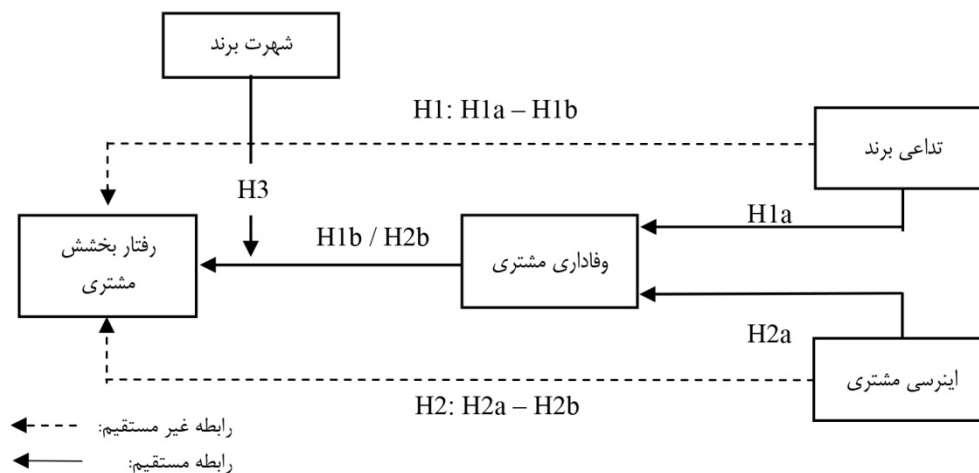 شهرت برند
H1: H1a – H1b
تداعی برند
H3
H1a
رفتار بخشش
مشتری
H1b / H2b
وفاداری مشتری
H2a
اینرسی مشتری
H2: H2a – H2b
رابطه غیر مستقیم:
رابطه مستقیم: